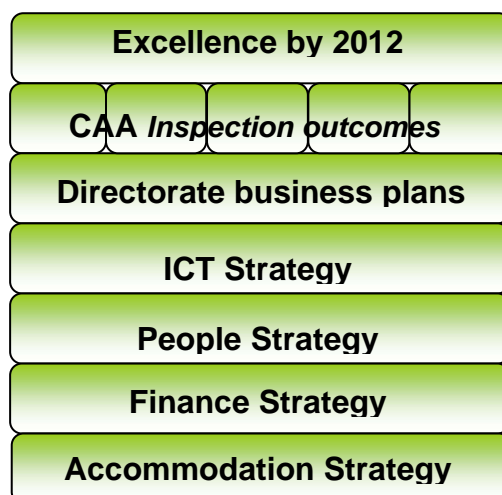 Excellence by 2012
CAA Inspection outcomes
Directorate business plans
ICT Strategy
People Strategy
Finance Strategy
Accommodation Strategy